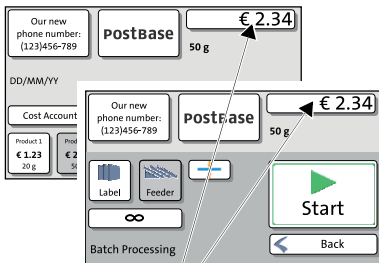 Our new
phone number:
(123)456-789
PostBase
€ 2.34
50 g
DD/MM/YY
Cost Account
Product 1
€ 1.23
20 g
Our new
phone number:
(123)456-789
PostBase
€ 2.34
50 g
Label
Feeder
∞
Start
Back
Batch Processing